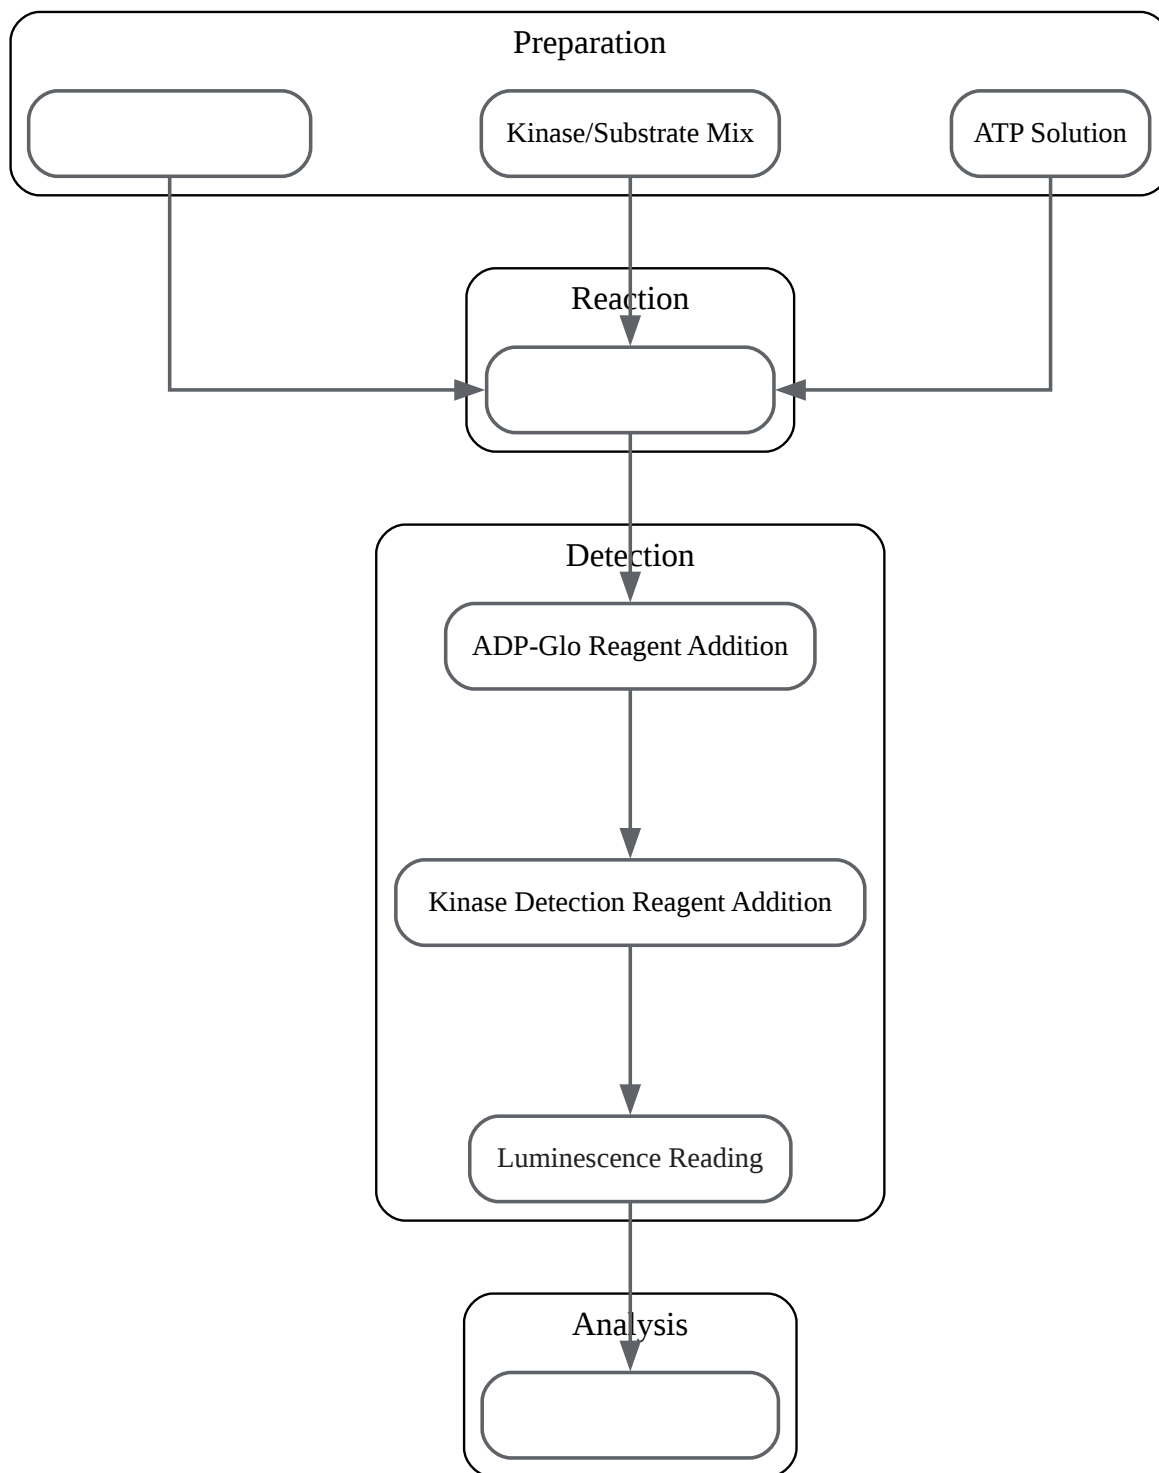 Preparation
Kinase/Substrate Mix
ATP Solution
Reaction
Detection
ADP-Glo Reagent Addition
Kinase Detection Reagent Addition
Luminescence Reading
Analysis